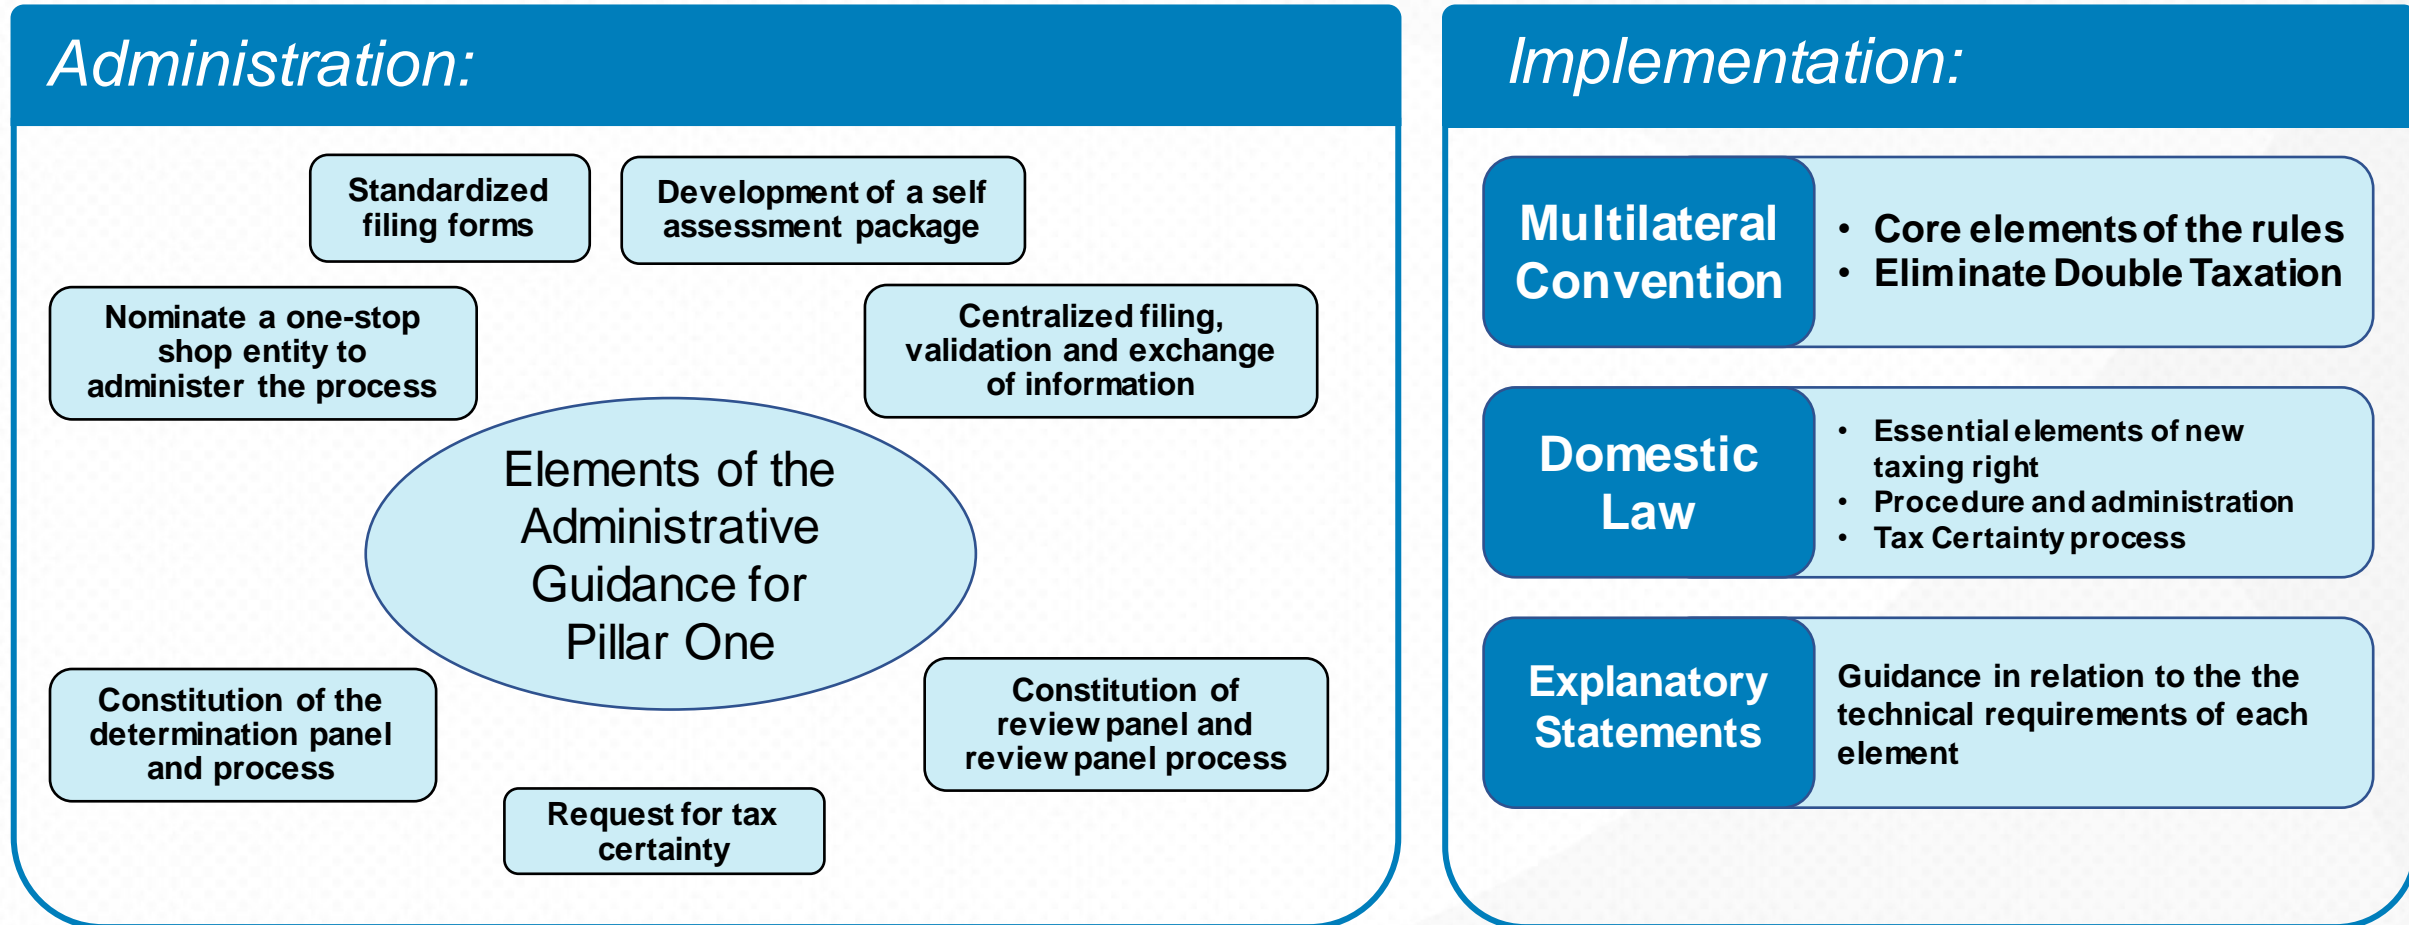 Administration:
Standardized
filing forms
Development of a self
assessment package
Nominate a one-stop
shop entity to
administer the process
Centralized filing,
validation and exchange
of information
Elements of the
Administrative
Guidance for
Pillar One
Constitution of the
determination panel
and process
Constitution of
review panel and
review panel process
Request for tax
certainty
Implementation:
Multilateral
Convention
• Core elements of the rules
• Eliminate Double Taxation
Domestic
Law
• Essential elements of new
taxing right
• Procedure and administration
• Tax Certainty process
Explanatory
Statements
Guidance in relation to the the
technical requirements of each
element